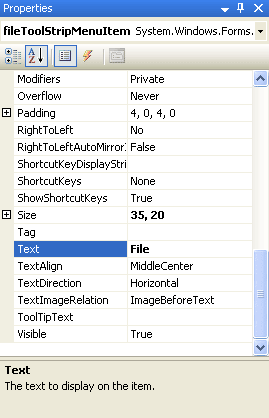 Properties
fileToolStripMenuItem System.Windows.Forms.
Modifiers Private
Overflow Never
Padding 4, 0, 4, 0
RightToLeft No
RightToLeftAutoMirror. False
ShortcutKeyDisplayStri
ShortcutKeys None
ShowShortcutKeys True
Size 35, 20
Tag
Text File
TextAlign MiddleCenter
TextDirection Horizontal
TextImageRelation ImageBeforeText
ToolTipText
Visible True
Text
The text to display on the item.